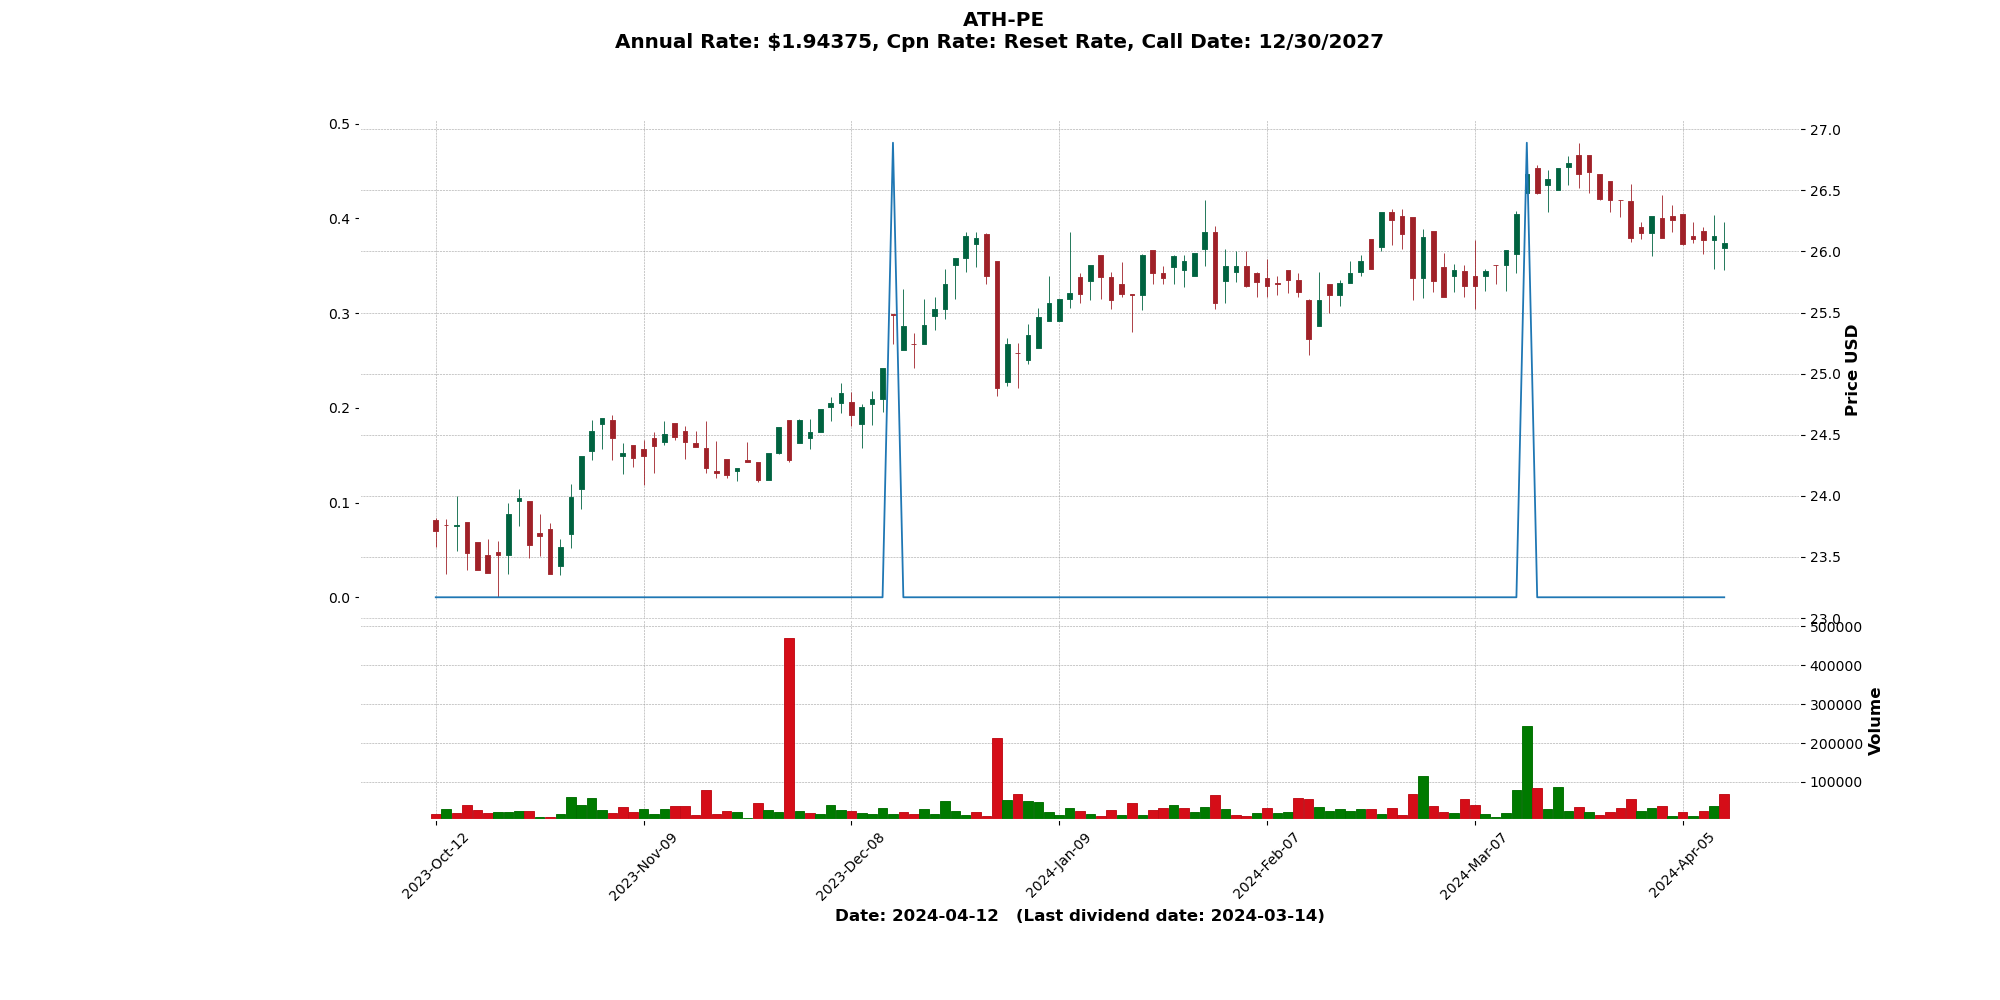 ATH-PE
Annual Rate: $1.94375, Cpn Rate: Reset Rate, Call Date: 12/30/2027
0.5
0.4
0.3
0.2
0.1
0.0
27.0
26.5
26.0
25.5
25.0
24.5
24.0
23.5
23.0
Price USD
500000
400000
300000
200000
100000
Volume
2023-Oct-12
2023-Nov-09
2023-Dec-08
2024-Jan-09
2024-Feb-07
2024-Mar-07
2024-Apr-05
Date: 2024-04-12 (Last dividend date: 2024-03-14)